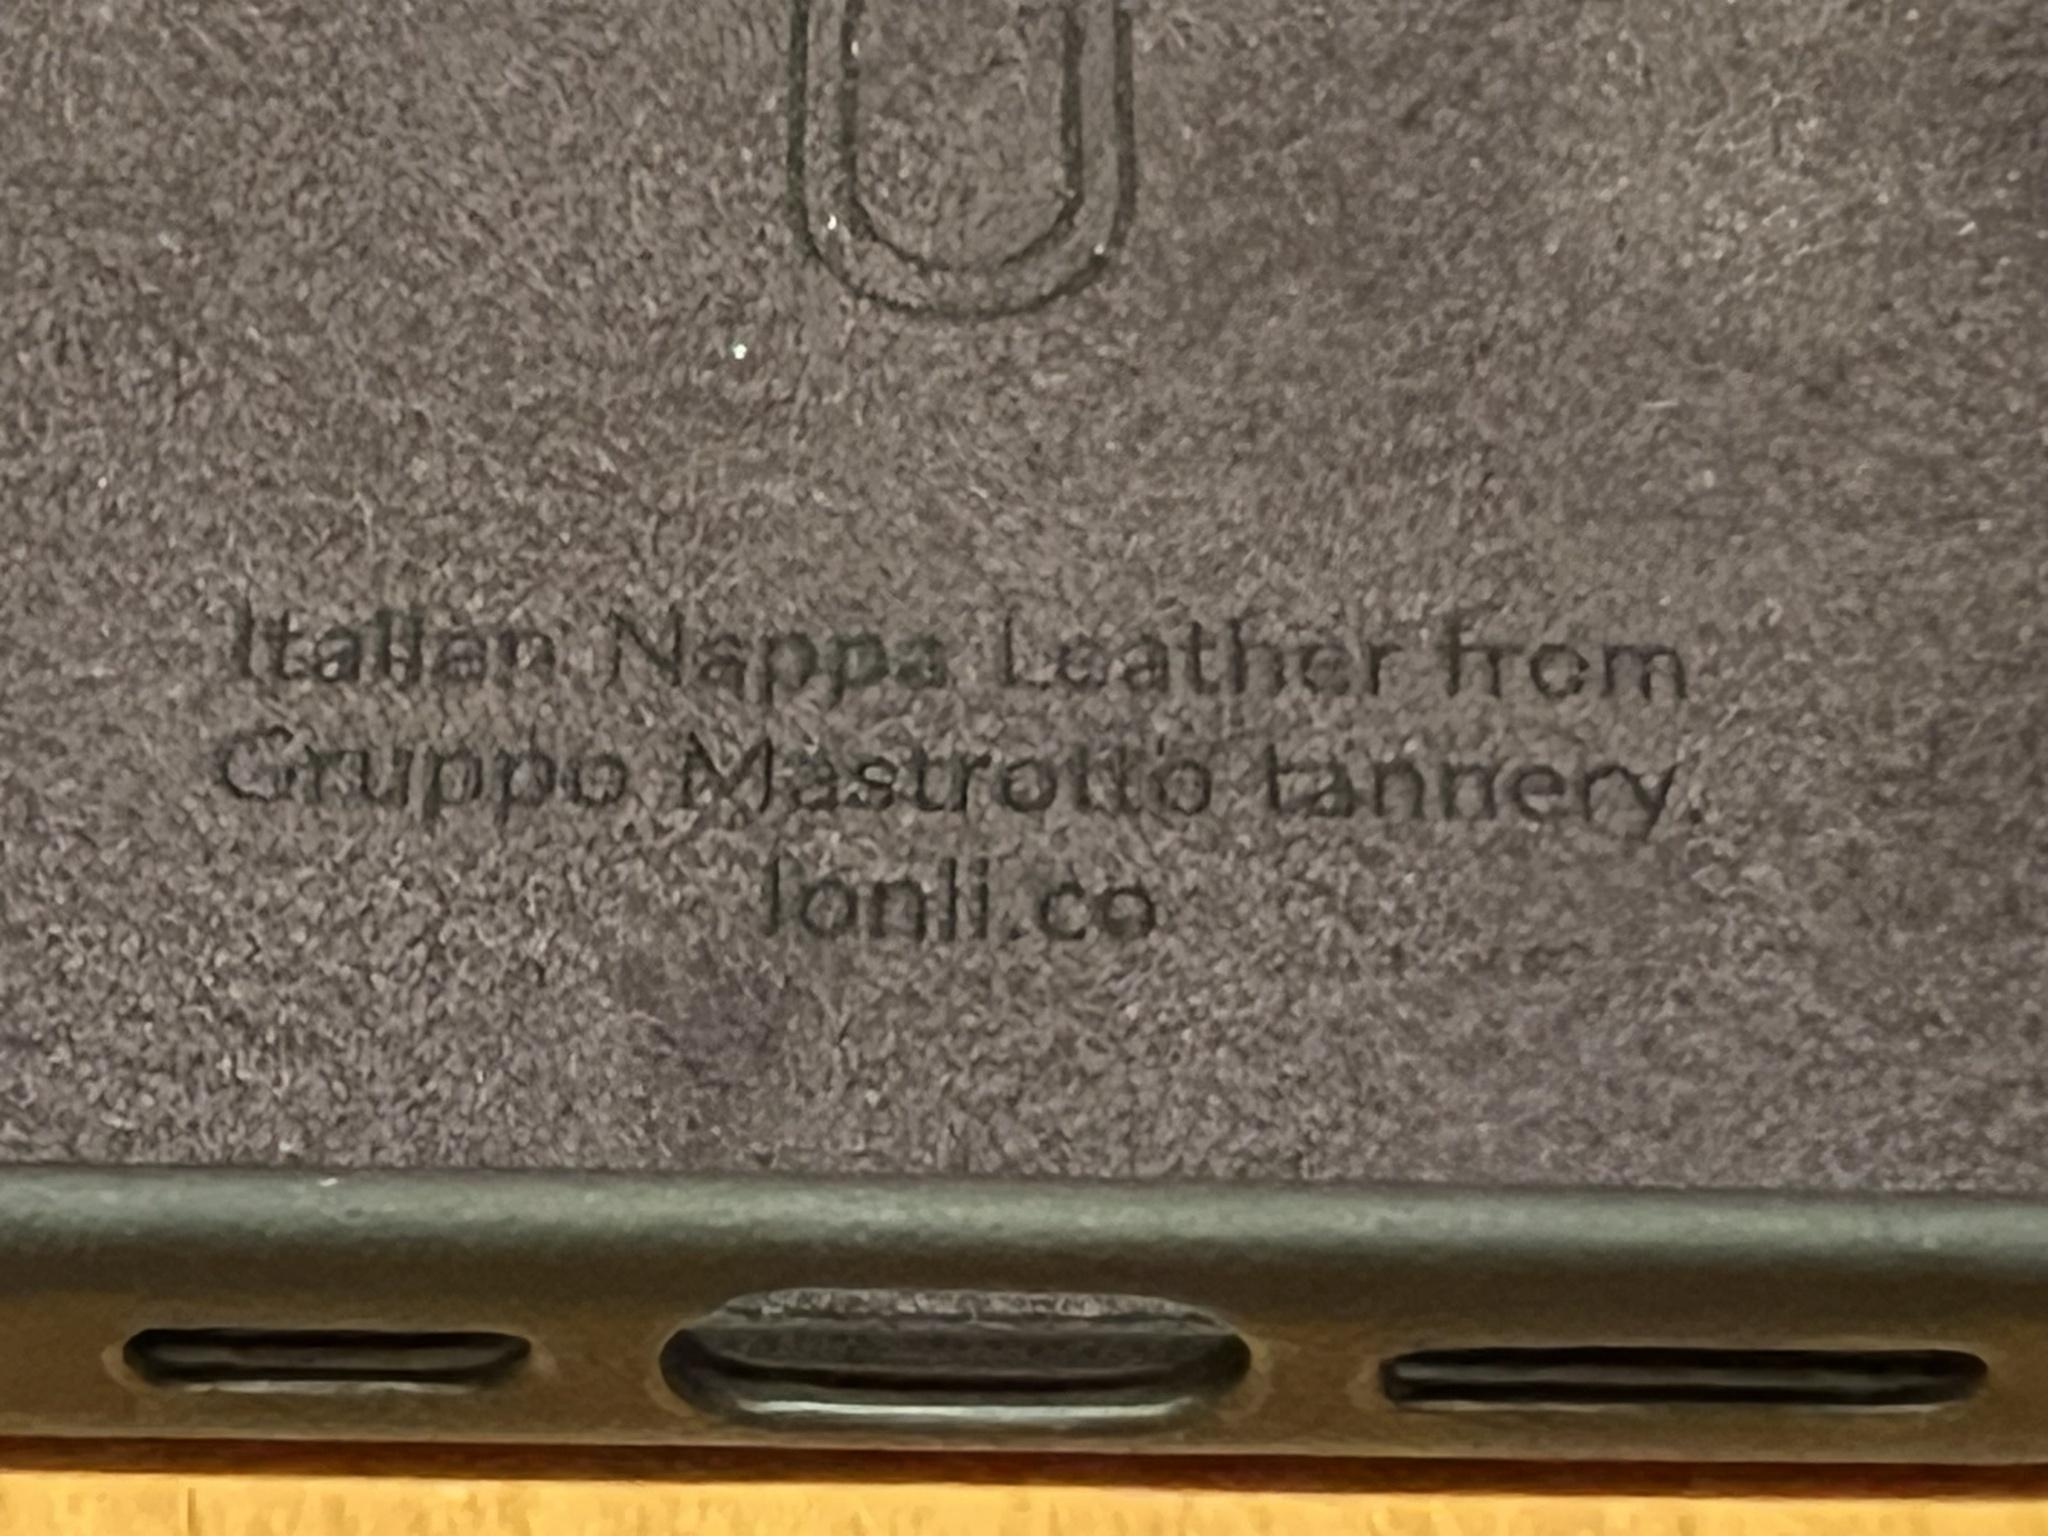 Italian Nappa Leather from
Gruppo Mastrotto tannery.
lonli.co